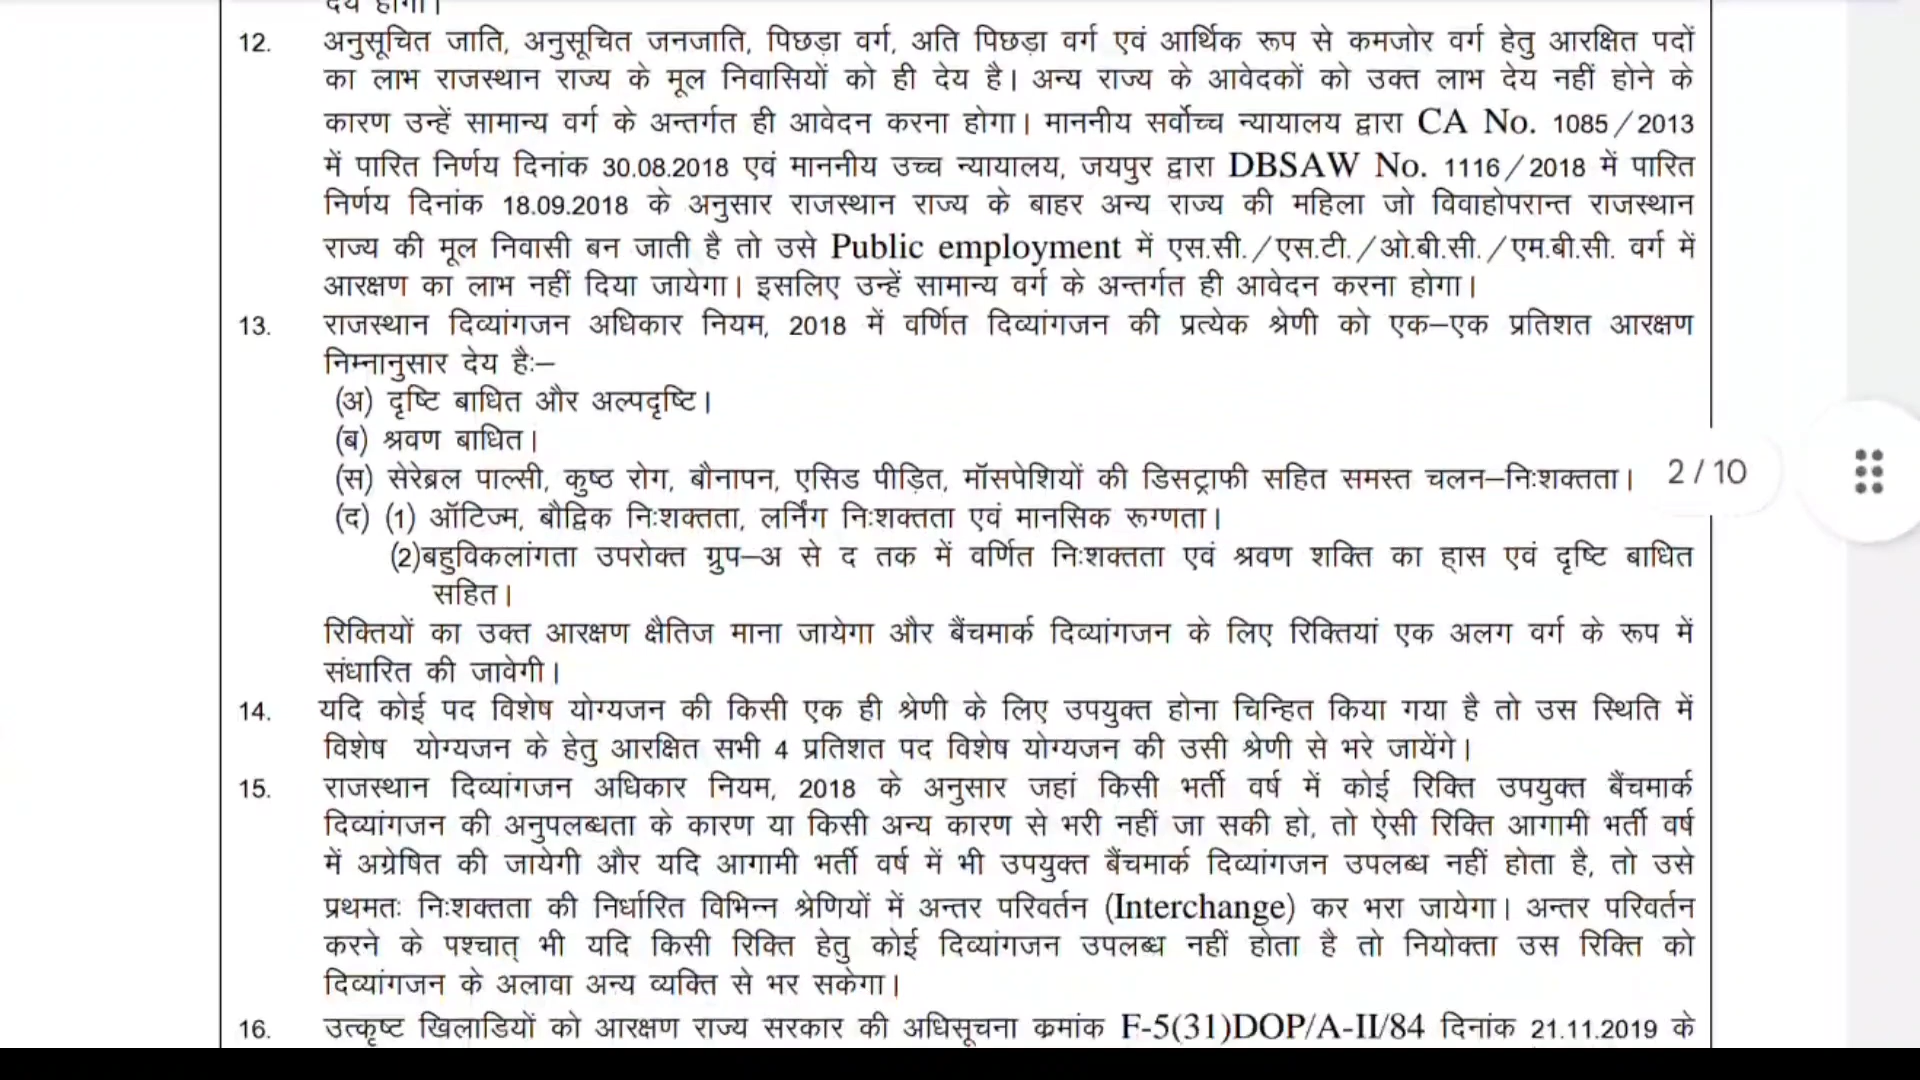 देय होगा।
12. अनुसूचित जाति, अनुसूचित जनजाति, पिछड़ा वर्ग, अति पिछड़ा वर्ग एवं आर्थिक रूप से कमजोर वर्ग हेतु आरक्षित पदों
का लाभ राजस्थान राज्य के मूल निवासियों को ही देय है। अन्य राज्य के आवेदकों को उक्त लाभ देय नहीं होने के
कारण उन्हें सामान्य वर्ग के अन्तर्गत ही आवेदन करना होगा। माननीय सर्वोच्च न्यायालय द्वारा CA No. 1085/2013
में पारित निर्णय दिनांक 30.08.2018 एवं माननीय उच्च न्यायालय, जयपुर द्वारा DBSAW No. 1116/2018 में पारित
निर्णय दिनांक 18.09.2018 के अनुसार राजस्थान राज्य के बाहर अन्य राज्य की महिला जो विवाहोपरान्त राजस्थान
राज्य की मूल निवासी बन जाती है तो उसे Public employment में एस.सी./एस.टी./ओ.बी.सी./एम.बी.सी. वर्ग में
आरक्षण का लाभ नहीं दिया जायेगा। इसलिए उन्हें सामान्य वर्ग के अन्तर्गत ही आवेदन करना होगा।
13. राजस्थान दिव्यांगजन अधिकार नियम, 2018 में वर्णित दिव्यांगजन की प्रत्येक श्रेणी को एक–एक प्रतिशत आरक्षण
निम्नानुसार देय है:–
(अ) दृष्टि बाधित और अल्पदृष्टि।
(ब) श्रवण बाधित।
(स) सेरेब्रल पाल्सी, कुष्ठ रोग, बौनापन, एसिड पीड़ित, मॉसपेशियों की डिसट्राफी सहित समस्त चलन–निःशक्तता।
2/10
(द) (1) ऑटिज्म, बौद्विक निःशक्तता, लर्निंग निःशक्तता एवं मानसिक रूग्णता।
(2)बहुविकलांगता उपरोक्त ग्रुप–अ से द तक में वर्णित निःशक्तता एवं श्रवण शक्ति का ह्रास एवं दृष्टि बाधित
सहित।
रिक्तियों का उक्त आरक्षण क्षैतिज माना जायेगा और बैंचमार्क दिव्यांगजन के लिए रिक्तियां एक अलग वर्ग के रूप में
संधारित की जावेगी।
14. यदि कोई पद विशेष योग्यजन की किसी एक ही श्रेणी के लिए उपयुक्त होना चिन्हित किया गया है तो उस स्थिति में
विशेष योग्यजन के हेतु आरक्षित सभी 4 प्रतिशत पद विशेष योग्यजन की उसी श्रेणी से भरे जायेंगे।
15. राजस्थान दिव्यांगजन अधिकार नियम, 2018 के अनुसार जहां किसी भर्ती वर्ष में कोई रिक्ति उपयुक्त बैंचमार्क
दिव्यांगजन की अनुपलब्धता के कारण या किसी अन्य कारण से भरी नहीं जा सकी हो, तो ऐसी रिक्ति आगामी भर्ती वर्ष
में अग्रेषित की जायेगी और यदि आगामी भर्ती वर्ष में भी उपयुक्त बैंचमार्क दिव्यांगजन उपलब्ध नहीं होता है, तो उसे
प्रथमतः निःशक्तता की निर्धारित विभिन्न श्रेणियों में अन्तर परिवर्तन (Interchange) कर भरा जायेगा। अन्तर परिवर्तन
करने के पश्चात् भी यदि किसी रिक्ति हेतु कोई दिव्यांगजन उपलब्ध नहीं होता है तो नियोक्ता उस रिक्ति को
दिव्यांगजन के अलावा अन्य व्यक्ति से भर सकेगा।
16. उत्कृष्ट खिलाडियों को आरक्षण राज्य सरकार की अधिसूचना क्रमांक F-5(31)DOP/A-II/84 दिनांक 21.11.2019 के